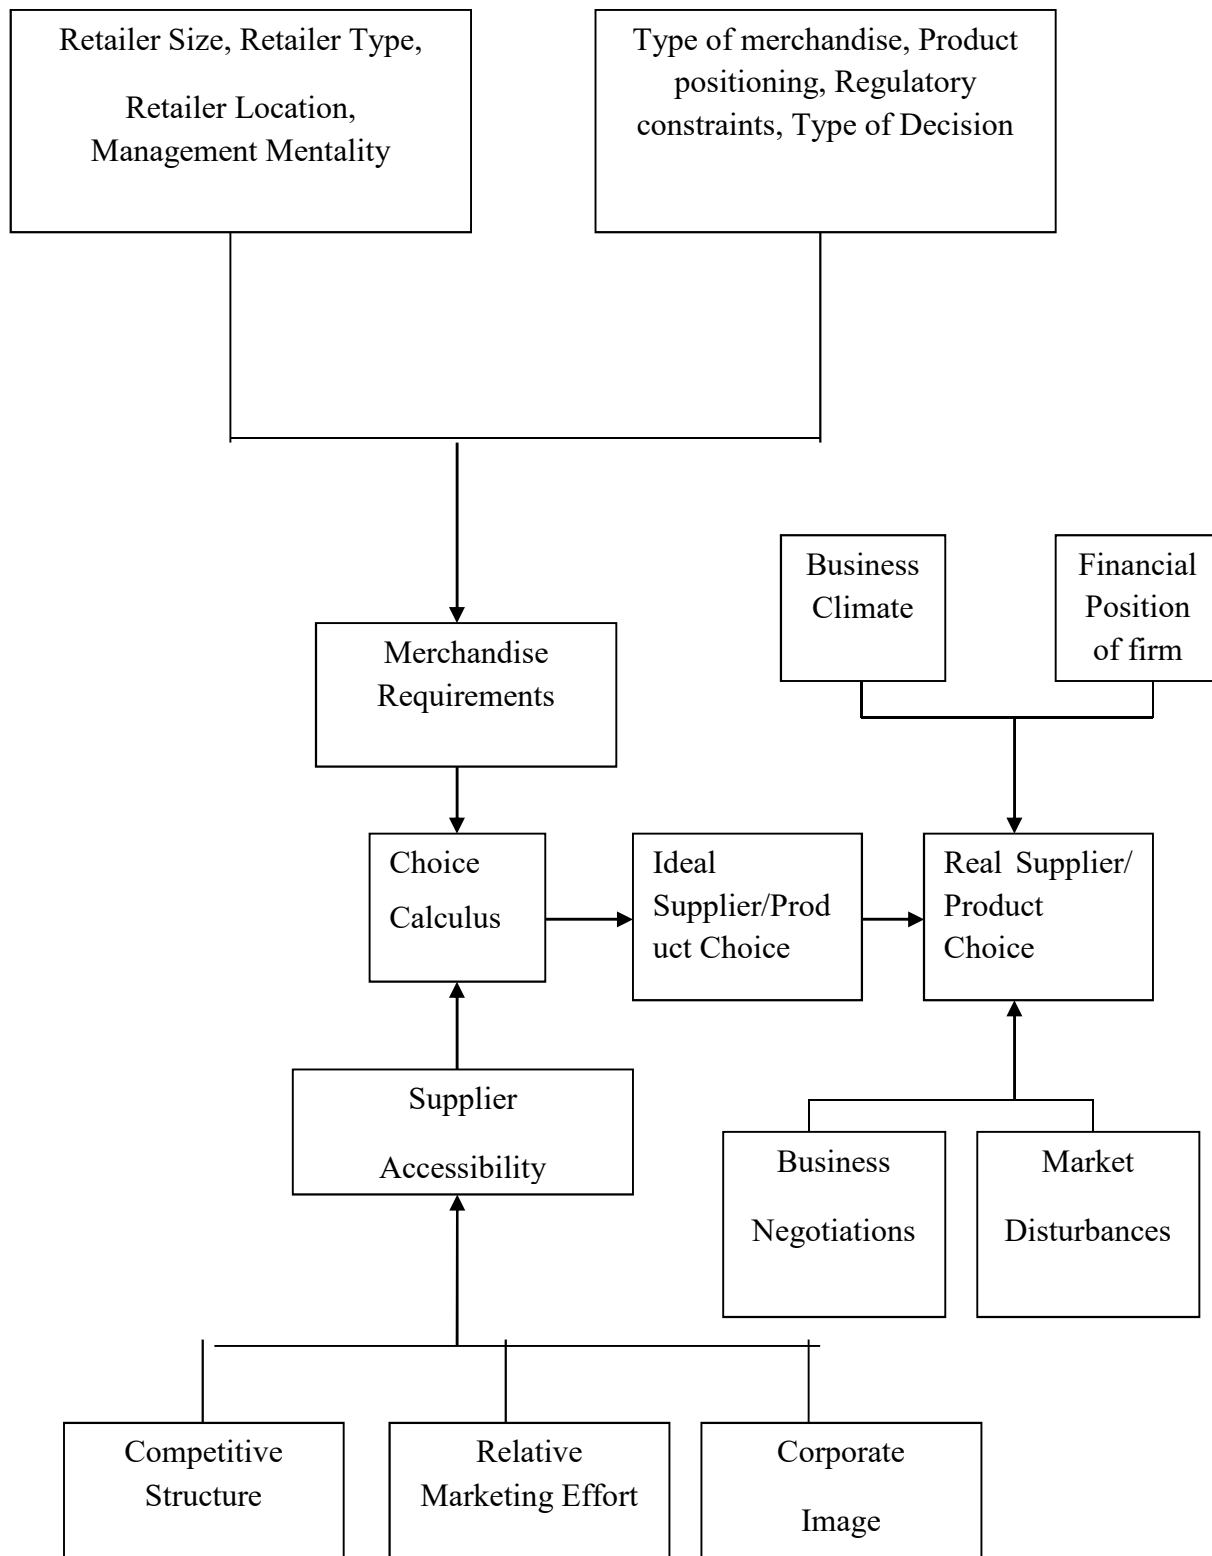 Retailer Size, Retailer Type,
Retailer Location,
Management Mentality
Type of merchandise, Product
positioning, Regulatory
constraints, Type of Decision
Business
Climate
Financial
Position
of firm
Merchandise
Requirements
Choice
Calculus
Ideal
Supplier/Prod
uct Choice
Real Supplier/
Product
Choice
Supplier
Accessibility
Business
Negotiations
Market
Disturbances
Competitive
Structure
Relative
Marketing Effort
Corporate
Image